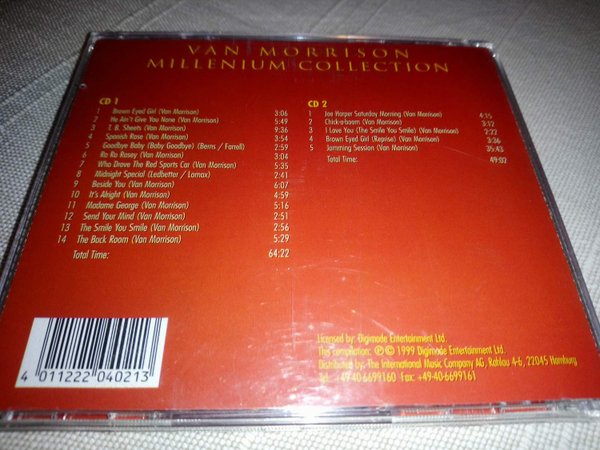 VAN MORRISON
MILLENIUM COLLECTION
CD 1
1 Brown Eyed Girl (Van Morrison) 3:06
2 He Ain't Give You None (Van Morrison) 5:49
3 T. B. Sheets (Van Morrison) 9:36
4 Spanish Rose (Van Morrison) 3:54
5 Goodbye Baby (Baby Goodbye) (Berns / Farrell) 2:46
6 Ro Ro Rosey (Van Morrison) 3:04
7 Who Drove The Red Sports Car (Van Morrison) 5:35
8 Midnight Special (Ledbetter / Lomax) 2:46
9 Beside You (Van Morrison) 6:07
10 It's Alright (Van Morrison) 4:59
11 Madame George (Van Morrison) 5:16
12 Send Your Mind (Van Morrison) 2:51
13 The Smile You Smile (Van Morrison) 2:56
14 The Back Room (Van Morrison) 5:29
Total Time: 64:22
CD 2
1 Joe Harper Saturday Morning (Van Morrison) 4:15
2 Chick-a-boom (Van Morrison) 3:12
3 I Love You (The Smile You Smile) (Van Morrison) 2:22
4 Brown Eyed Girl (Reprise) (Van Morrison) 3:36
5 Jamming Session (Van Morrison) 35:43
Total Time: 49:02
Licensed by: Digimode Entertainment Ltd.
This compilation: ℗ © 1999 Digimode Entertainment Ltd.
Distributed by: The International Music Company AG, Rahlau 4-6, 22045 Hamburg
Tel.: +49-40-6699160 Fax: +49-40-6699161
4 011222 040213